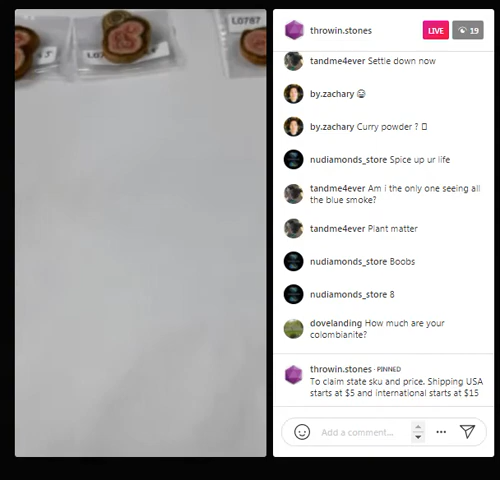 L0787
throwin.stones
LIVE
19
tandme4ever Settle down now
by.zachary
by.zachary Curry powder ?
nudiamonds_store Spice up ur life
tandme4ever Am i the only one seeing all
the blue smoke?
tandme4ever Plant matter
nudiamonds_store Boobs
nudiamonds_store 8
dovelanding How much are your
colombianite?
throwin.stones · PINNED
To claim state sku and price. Shipping USA
starts at $5 and international starts at $15
Add a comment...